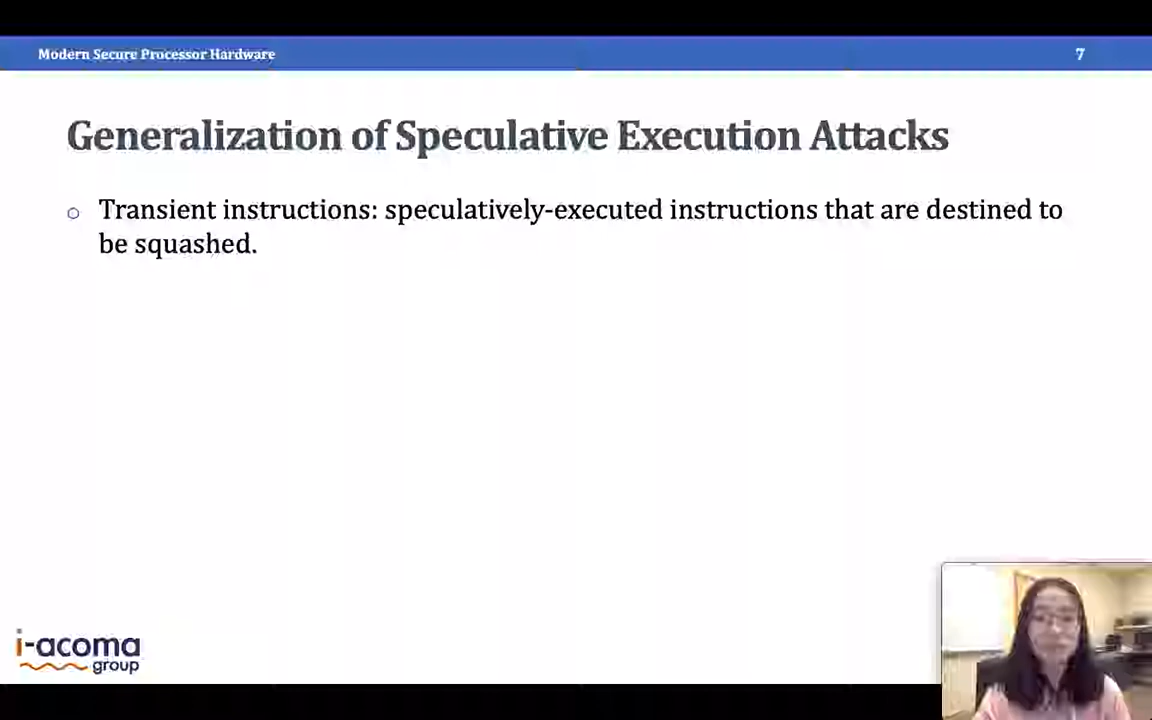 Modern Secure Processor Hardware
7
Generalization of Speculative Execution Attacks
Transient instructions: speculatively-executed instructions that are destined to
be squashed.
i-acoma
group